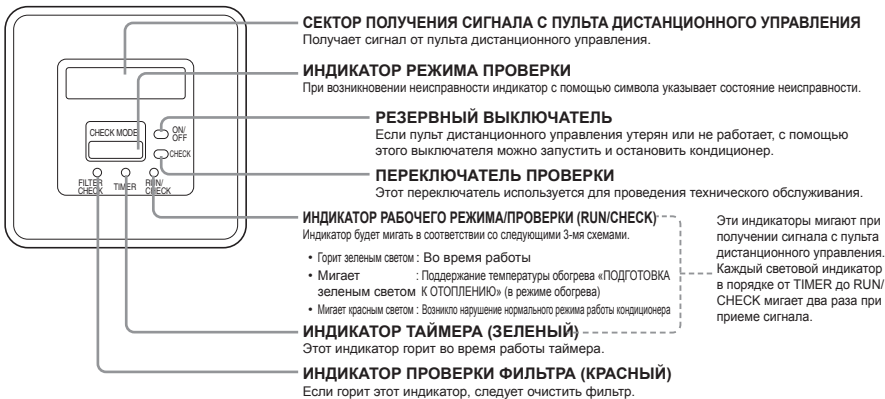 СЕКТОР ПОЛУЧЕНИЯ СИГНАЛА С ПУЛЬТА ДИСТАНЦИОННОГО УПРАВЛЕНИЯ
Получает сигнал от пульта дистанционного управления.
ИНДИКАТОР РЕЖИМА ПРОВЕРКИ
При возникновении неисправности индикатор с помощью символа указывает состояние неисправности.
РЕЗЕРВНЫЙ ВЫКЛЮЧАТЕЛЬ
Если пульт дистанционного управления утерян или не работает, с помощью
этого выключателя можно запустить и остановить кондиционер.
ПЕРЕКЛЮЧАТЕЛЬ ПРОВЕРКИ
Этот переключатель используется для проведения технического обслуживания.
ИНДИКАТОР РАБОЧЕГО РЕЖИМА/ПРОВЕРКИ (RUN/CHECK)
Индикатор будет мигать в соответствии со следующими 3-мя схемами.
• Горит зеленым светом : Во время работы
• Мигает : Поддержание температуры обогрева «ПОДГОТОВКА
зеленым светом К ОТОПЛЕНИЮ» (в режиме обогрева)
• Мигает красным светом : Возникло нарушение нормального режима работы кондиционера
ИНДИКАТОР ТАЙМЕРА (ЗЕЛЕНЫЙ)
Этот индикатор горит во время работы таймера.
ИНДИКАТОР ПРОВЕРКИ ФИЛЬТРА (КРАСНЫЙ)
Если горит этот индикатор, следует очистить фильтр.
Эти индикаторы мигают при
получении сигнала с пульта
дистанционного управления.
Каждый световой индикатор
в порядке от TIMER до RUN/
CHECK мигает два раза при
приеме сигнала.
CHECK MODE
ON/
OFF
CHECK
FILTER
CHECK
TIMER
RUN/
CHECK